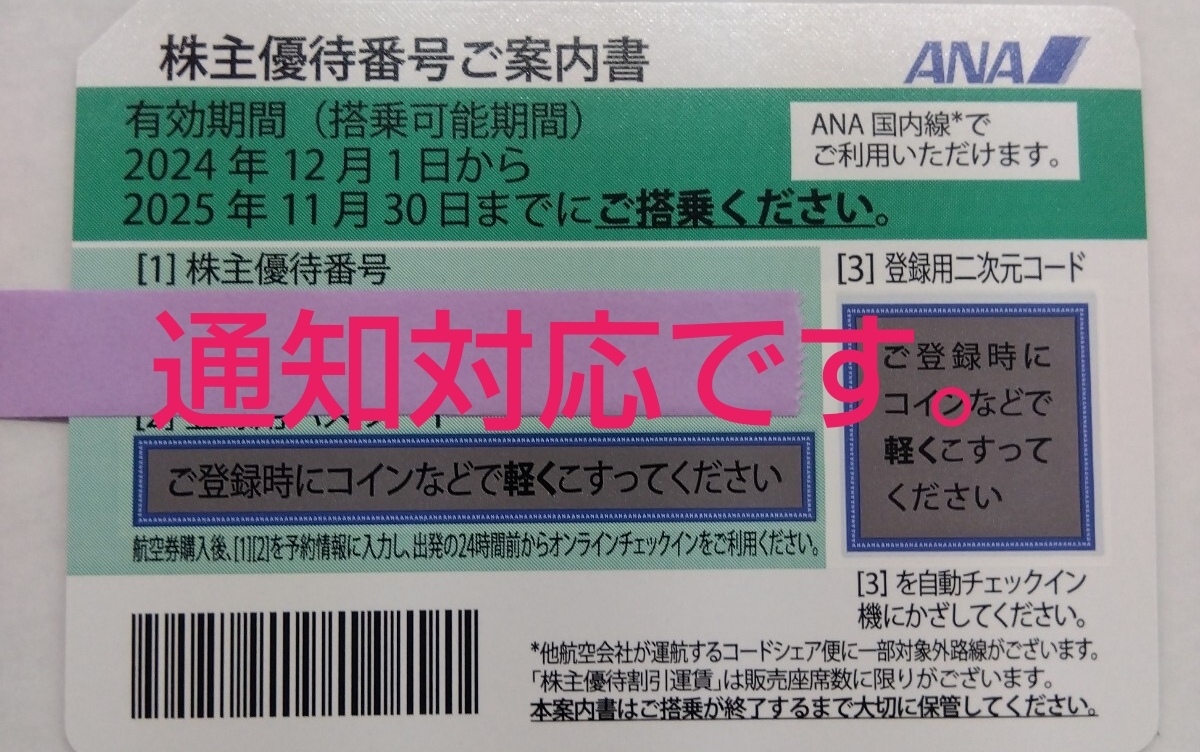 株主優待番号ご案内書
ANA
有効期間（搭乗可能期間）
2024年12月1日から
2025年11月30日までにご搭乗ください。
ANA国内線*で
ご利用いただけます。
[1]株主優待番号
[3]登録用二次元コード
通知対応です。
ご登録時に
コインなどで
軽くこすって
ください
ご登録時にコインなどで軽くこすってください
航空券購入後、[1][2]を予約情報に入力し、出発の24時間前からオンラインチェックインをご利用ください。
[3]を自動チェックイン
機にかざしてください。
*他航空会社が運航するコードシェア便に一部対象外路線がございます。
「株主優待割引運賃」は販売座席数に限りがございます。
本案内書はご搭乗が終了するまで大切に保管してください。